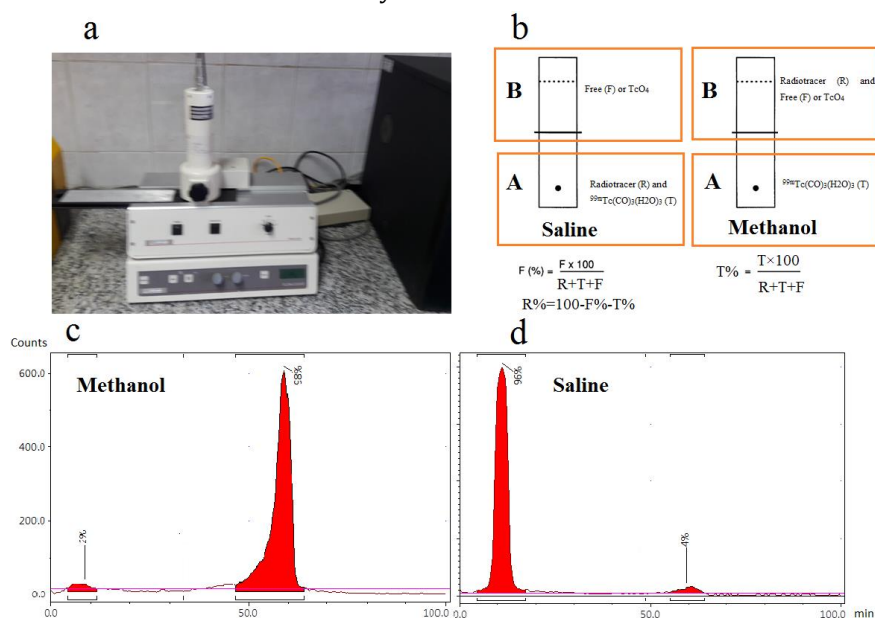 a
b
B
Free (F) or TcO4
A
Radiotracer (R) and
99mTc(CO)3(H2O)3 (T)
Saline
F (%) = F x 100
R+T+F
R%=100-F%-T%
B
Radiotracer (R) and
Free (F) or TcO4
A
99mTc(CO)3(H2O)3 (T)
Methanol
T% = T×100
R+T+F
c
Counts
Methanol
600.0
400.0
200.0
0.0
2%
98%
50.0
100.0
d
Saline
96%
4%
0.0
50.0
100.0
min